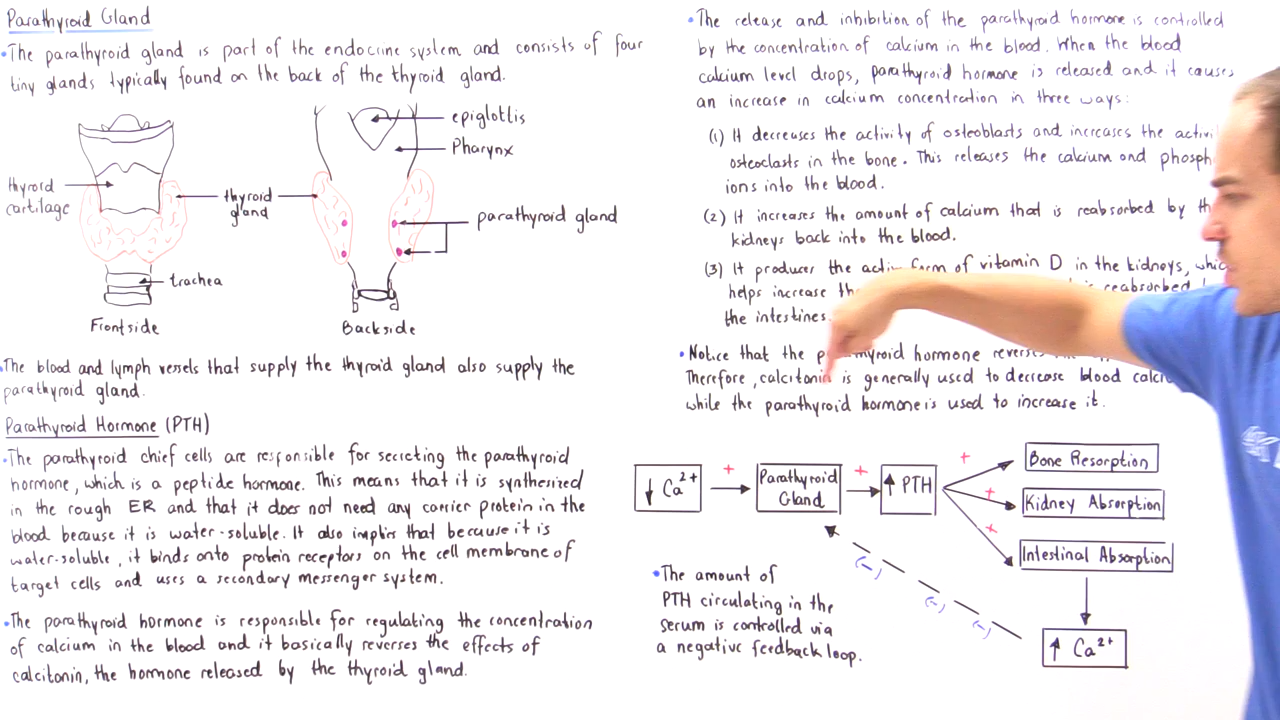 Parathyroid Gland
•The parathyroid gland is part of the endocrine system and consists of four
tiny glands typically found on the back of the thyroid gland.
epiglottis
Pharynx
thyroid
cartilage
thyroid
gland
parathyroid gland
trachea
Frontside
Backside
•The blood and lymph vessels that supply the thyroid gland also supply the
parathyroid gland.
Parathyroid Hormone (PTH)
•The parathyroid chief cells are responsible for secreting the parathyroid
hormone, which is a peptide hormone. This means that it is synthesized
in the rough ER and that it does not need any carrier protein in the
blood because it is water-soluble. It also implies that because it is
water-soluble, it binds onto protein receptors on the cell membrane of
target cells and uses a secondary messenger system.
•The parathyroid hormone is responsible for regulating the concentration
of calcium in the blood and it basically reverses the effects of
calcitonin, the hormone released by the thyroid gland.
•The release and inhibition of the parathyroid hormone is controlled
by the concentration of calcium in the blood. When the blood
calcium level drops, parathyroid hormone is released and it causes
an increase in calcium concentration in three ways:
(1) It decreases the activity of osteoblasts and increases the
osteoclasts in the bone. This releases the calcium and
ions into the blood.
(2) It increases the amount of calcium that is reabsorbed by
kidneys back into the blood.
(3) It produces the form of vitamin D in the kidneys,
helps increase reabsorbed
the intestines.
•Notice that the hormone
Therefore, calcitonin is generally used to decrease blood
while the parathyroid hormone is used to increase it.
↓ Ca2+
+
Parathyroid
Gland
+
↑ PTH
+
+
+
Bone Resorption
Kidney Absorption
Intestinal Absorption
↑ Ca2+
(-)
(-)
(-)
•The amount of
PTH circulating in the
serum is controlled via
a negative feedback loop.